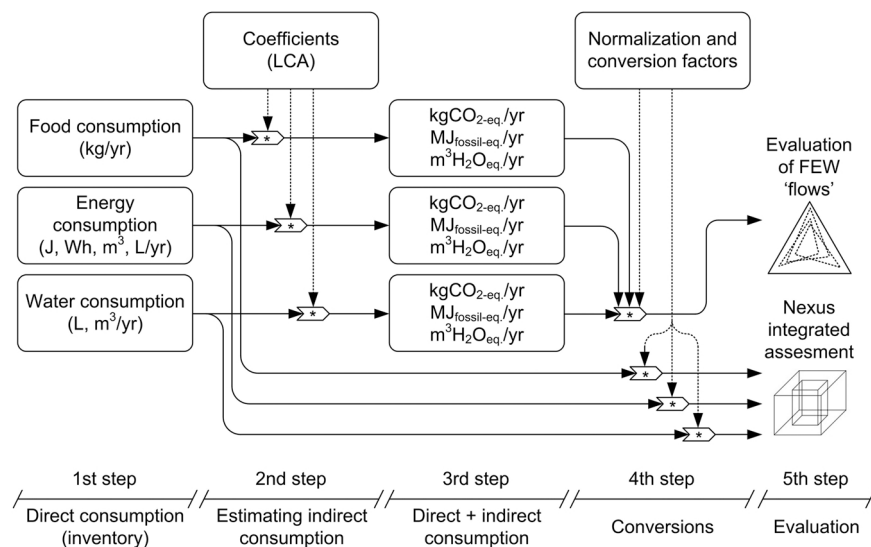 Coefficients
(LCA)
Normalization and
conversion factors
Food consumption
(kg/yr)
*
kgCO2-eq./yr
MJfossil-eq./yr
m³H2Oeq./yr
Evaluation
of FEW
‘flows’
Energy
consumption
(J, Wh, m³, L/yr)
*
kgCO2-eq./yr
MJfossil-eq./yr
m³H2Oeq./yr
Water consumption
(L, m³/yr)
*
kgCO2-eq./yr
MJfossil-eq./yr
m³H2Oeq./yr
*
Nexus
integrated
assesment
*
*
*
1st step
2nd step
3rd step
4th step
5th step
Direct consumption
(inventory)
Estimating indirect
consumption
Direct + indirect
consumption
Conversions
Evaluation